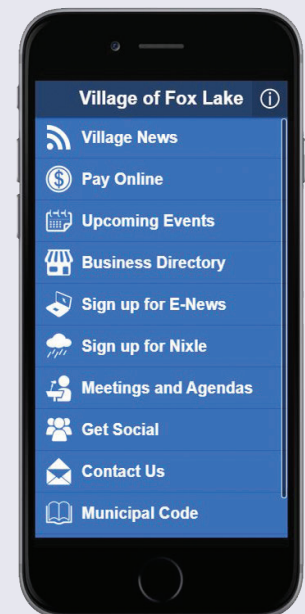 Village of Fox Lake
Village News
Pay Online
Upcoming Events
Business Directory
Sign up for E-News
Sign up for Nixle
Meetings and Agendas
Get Social
Contact Us
Municipal Code